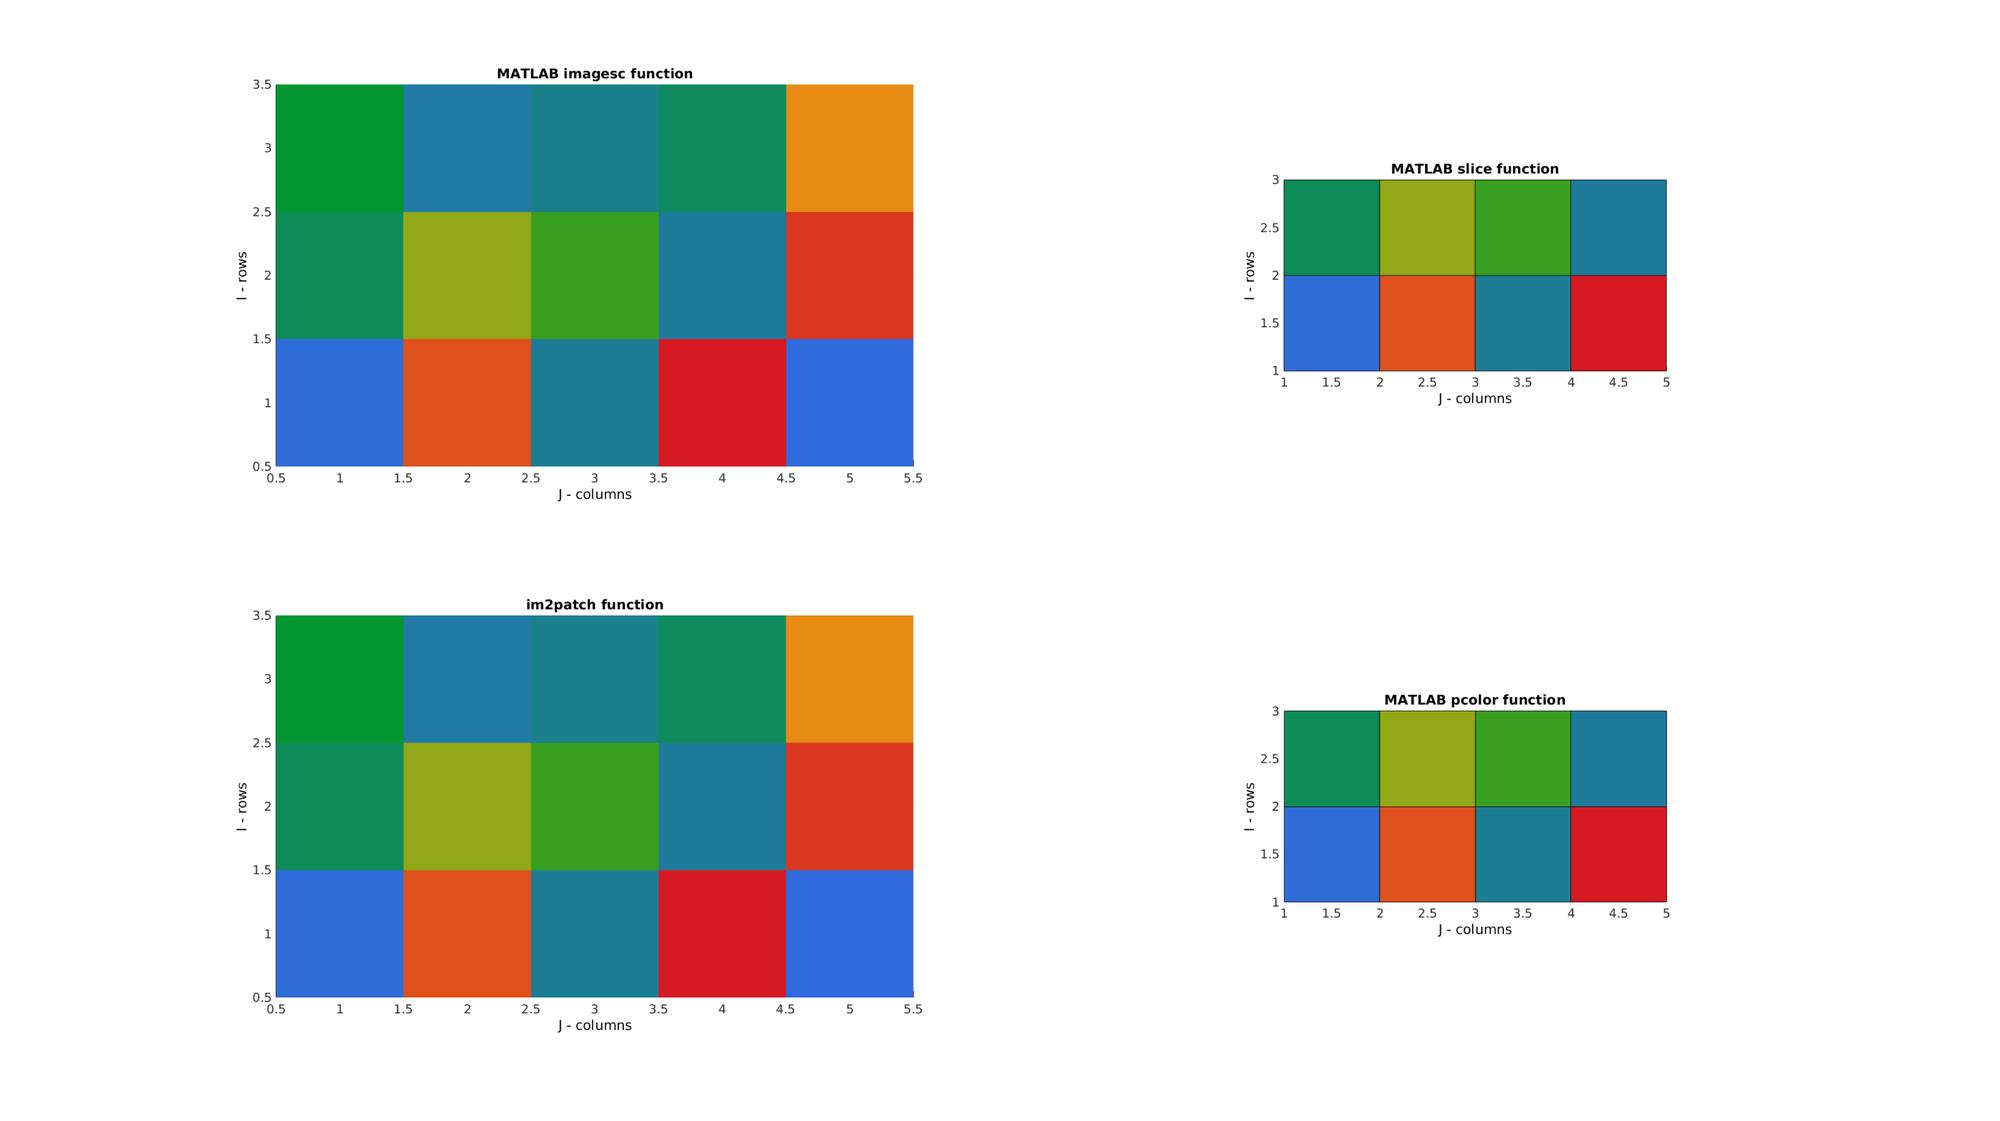 MATLAB imagesc function
3.5
3
2.5
2
1.5
1
0.5
I - rows
0.5 1 1.5 2 2.5 3 3.5 4 4.5 5 5.5
J - columns
MATLAB slice function
3
2.5
2
1.5
1
I - rows
1 1.5 2 2.5 3 3.5 4 4.5 5
J - columns
im2patch function
3.5
3
2.5
2
1.5
1
0.5
I - rows
0.5 1 1.5 2 2.5 3 3.5 4 4.5 5 5.5
J - columns
MATLAB pcolor function
3
2.5
2
1.5
1
I - rows
1 1.5 2 2.5 3 3.5 4 4.5 5
J - columns